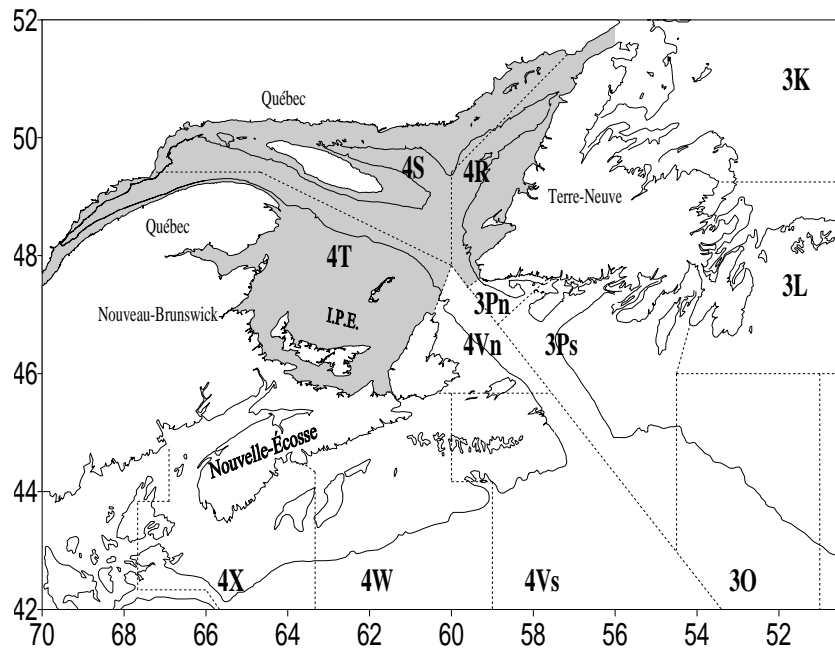 52
3K
Québec
50
4S
4R
Terre-Neuve
Québec
48
4T
3L
3Pn
Nouveau-Brunswick
I.P.E.
4Vn
3Ps
46
Nouvelle-Écosse
44
4X
4W
4Vs
3O
42
70
68
66
64
62
60
58
56
54
52